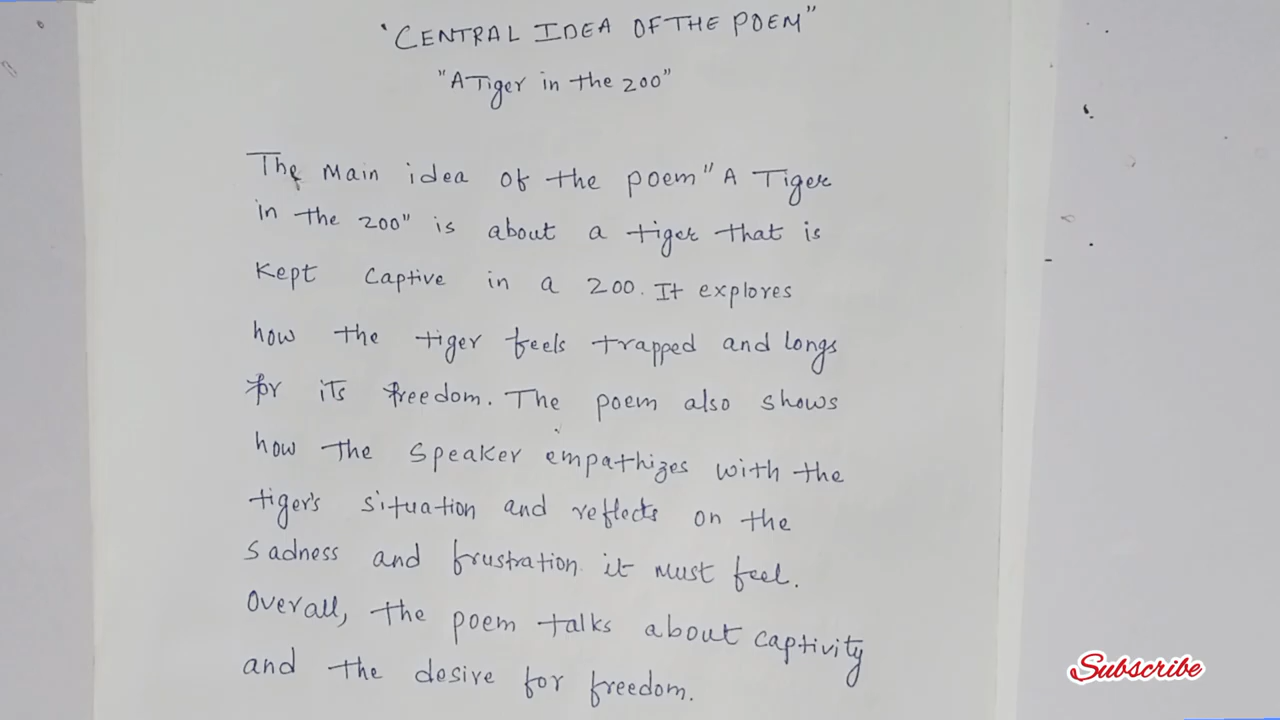 'CENTRAL IDEA OF THE POEM"
"A Tiger in the zoo"
The Main idea of the poem "A Tiger
in the zoo" is about a tiger that is
Kept Captive in a zoo. It explores
how the tiger feels trapped and longs
for its freedom. The poem also shows
how the Speaker empathizes with the
tiger's situation and reflects on the
sadness and frustration it must feel.
Overall, the poem talks about captivity
and the desire for freedom.
Subscribe